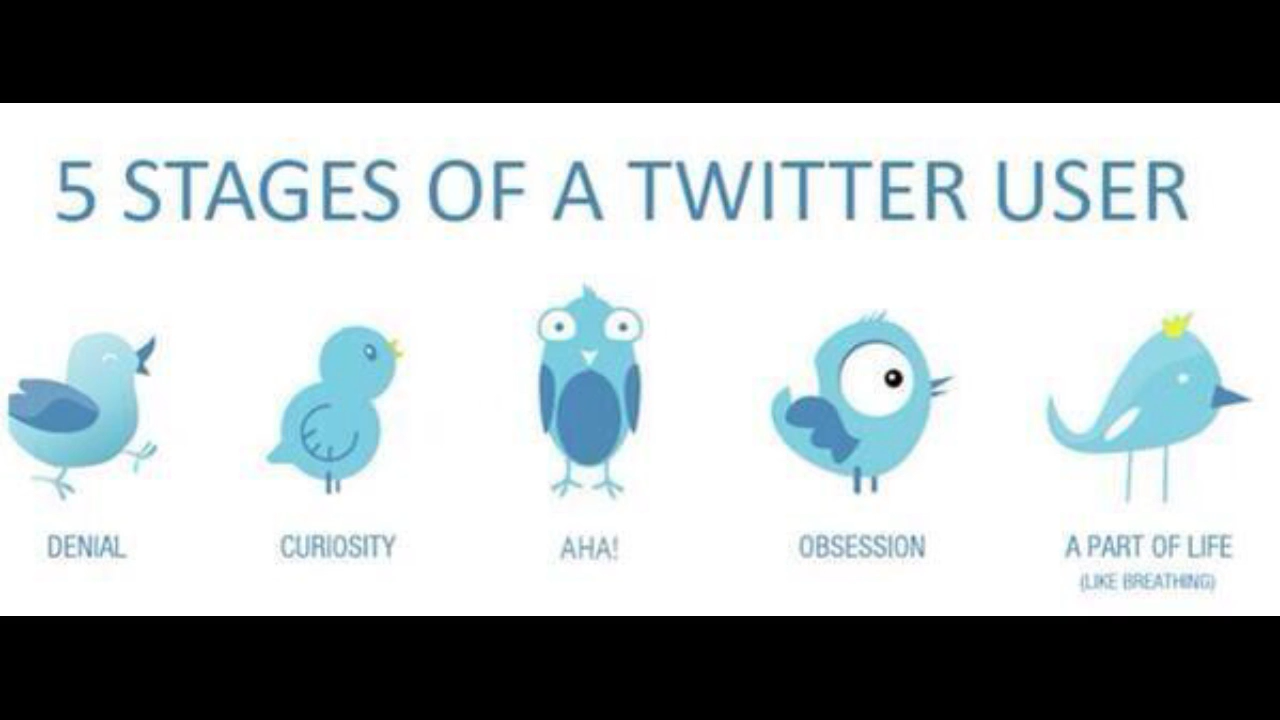 5 STAGES OF A TWITTER USER
DENIAL
CURIOSITY
AHA!
OBSESSION
A PART OF LIFE
(LIKE BREATHING)